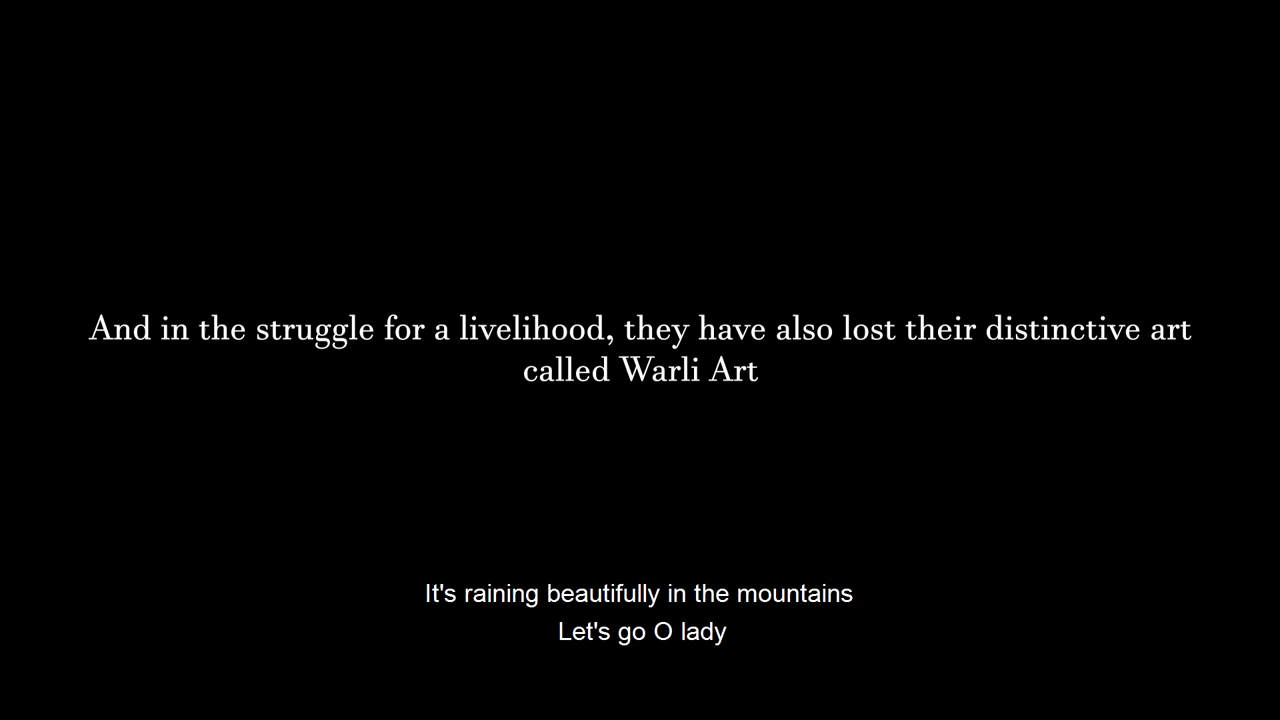 And in the struggle for a livelihood, they have also lost their distinctive art
called Warli Art
It's raining beautifully in the mountains
Let's go O lady